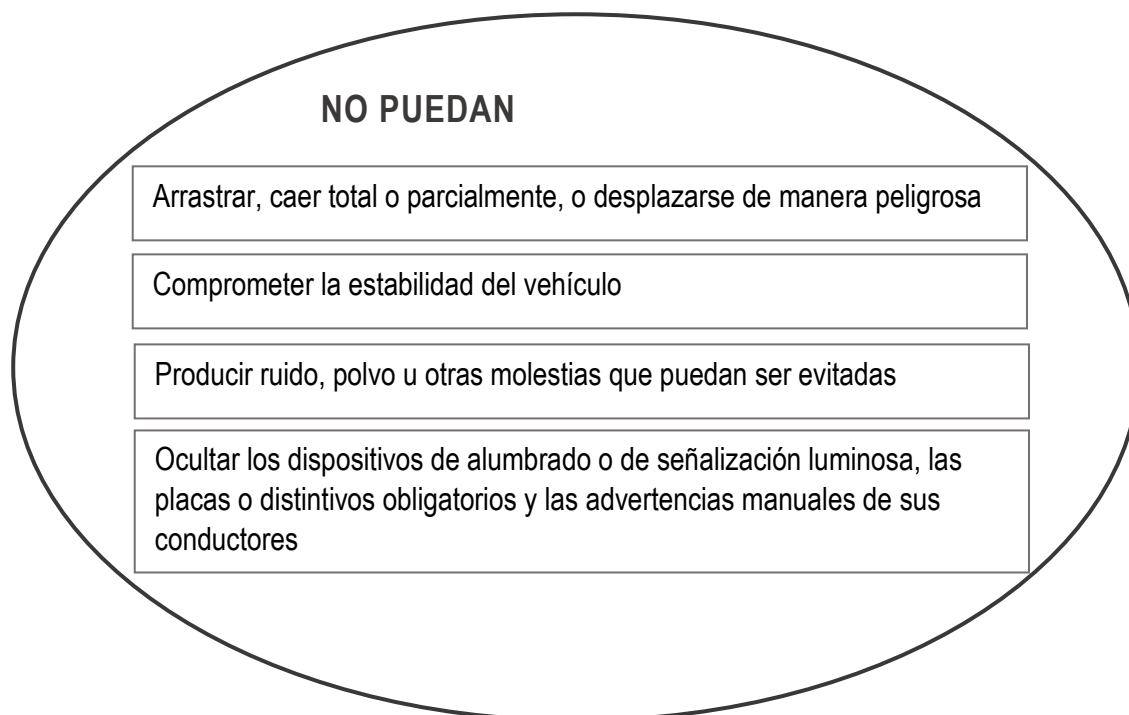 NO PUEDAN
Arrastrar, caer total o parcialmente, o desplazarse de manera peligrosa
Comprometer la estabilidad del vehículo
Producir ruido, polvo u otras molestias que puedan ser evitadas
Ocultar los dispositivos de alumbrado o de señalización luminosa, las
placas o distintivos obligatorios y las advertencias manuales de sus
conductores